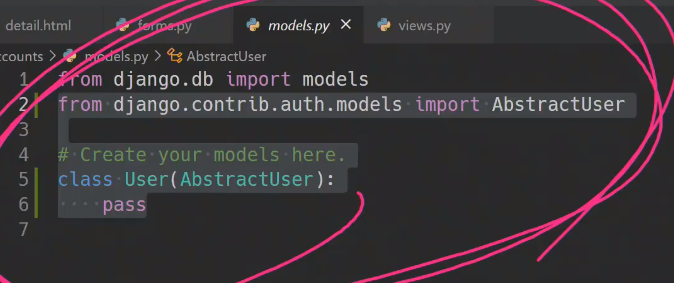 detail.html forms.py models.py × views.py
ccounts > models.py > AbstractUser
1 from django.db import models
2 from django.contrib.auth.models import AbstractUser
3
4 # Create your models here.
5 class User(AbstractUser):
6 pass
7